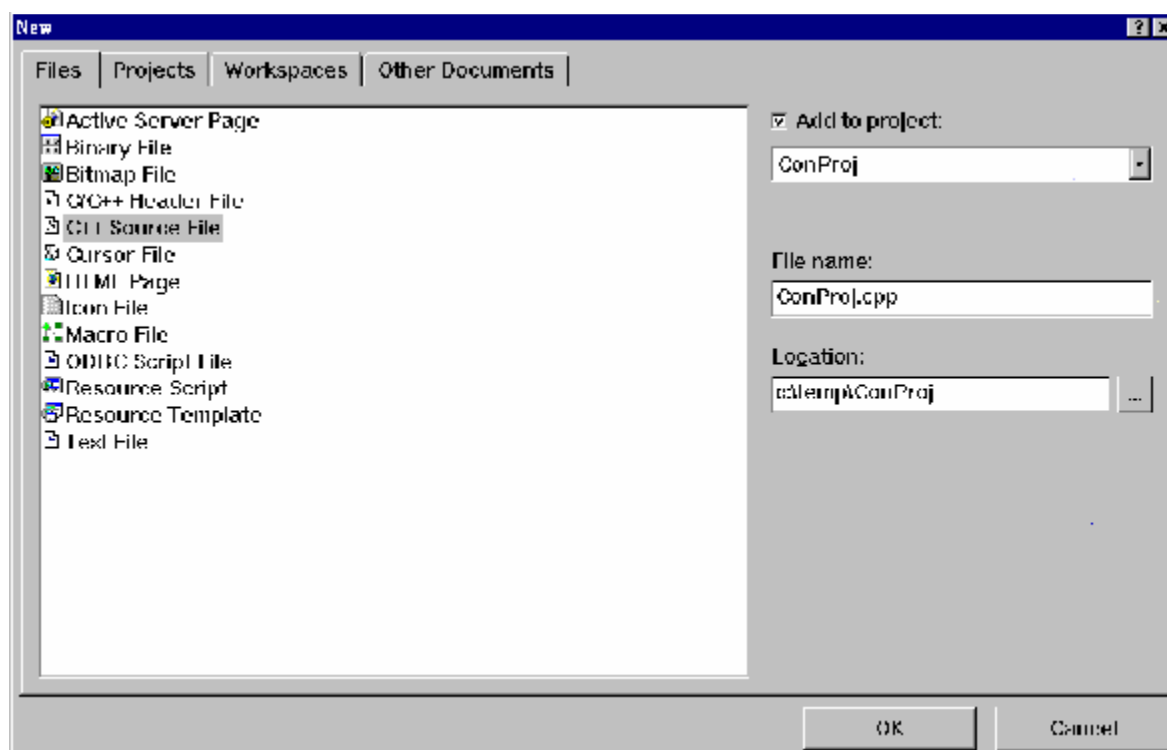 New
Files Projects Workspaces Other Documents
Active Server Page
Binary File
Bitmap File
C/C++ Header File
C++ Source File
Cursor File
HTML Page
Icon File
Macro File
ODBC Script File
Resource Script
Resource Template
Text File
Add to project:
ConProj
File name:
ConProj.cpp
Location:
c:\temp\ConProj
...
OK Cancel